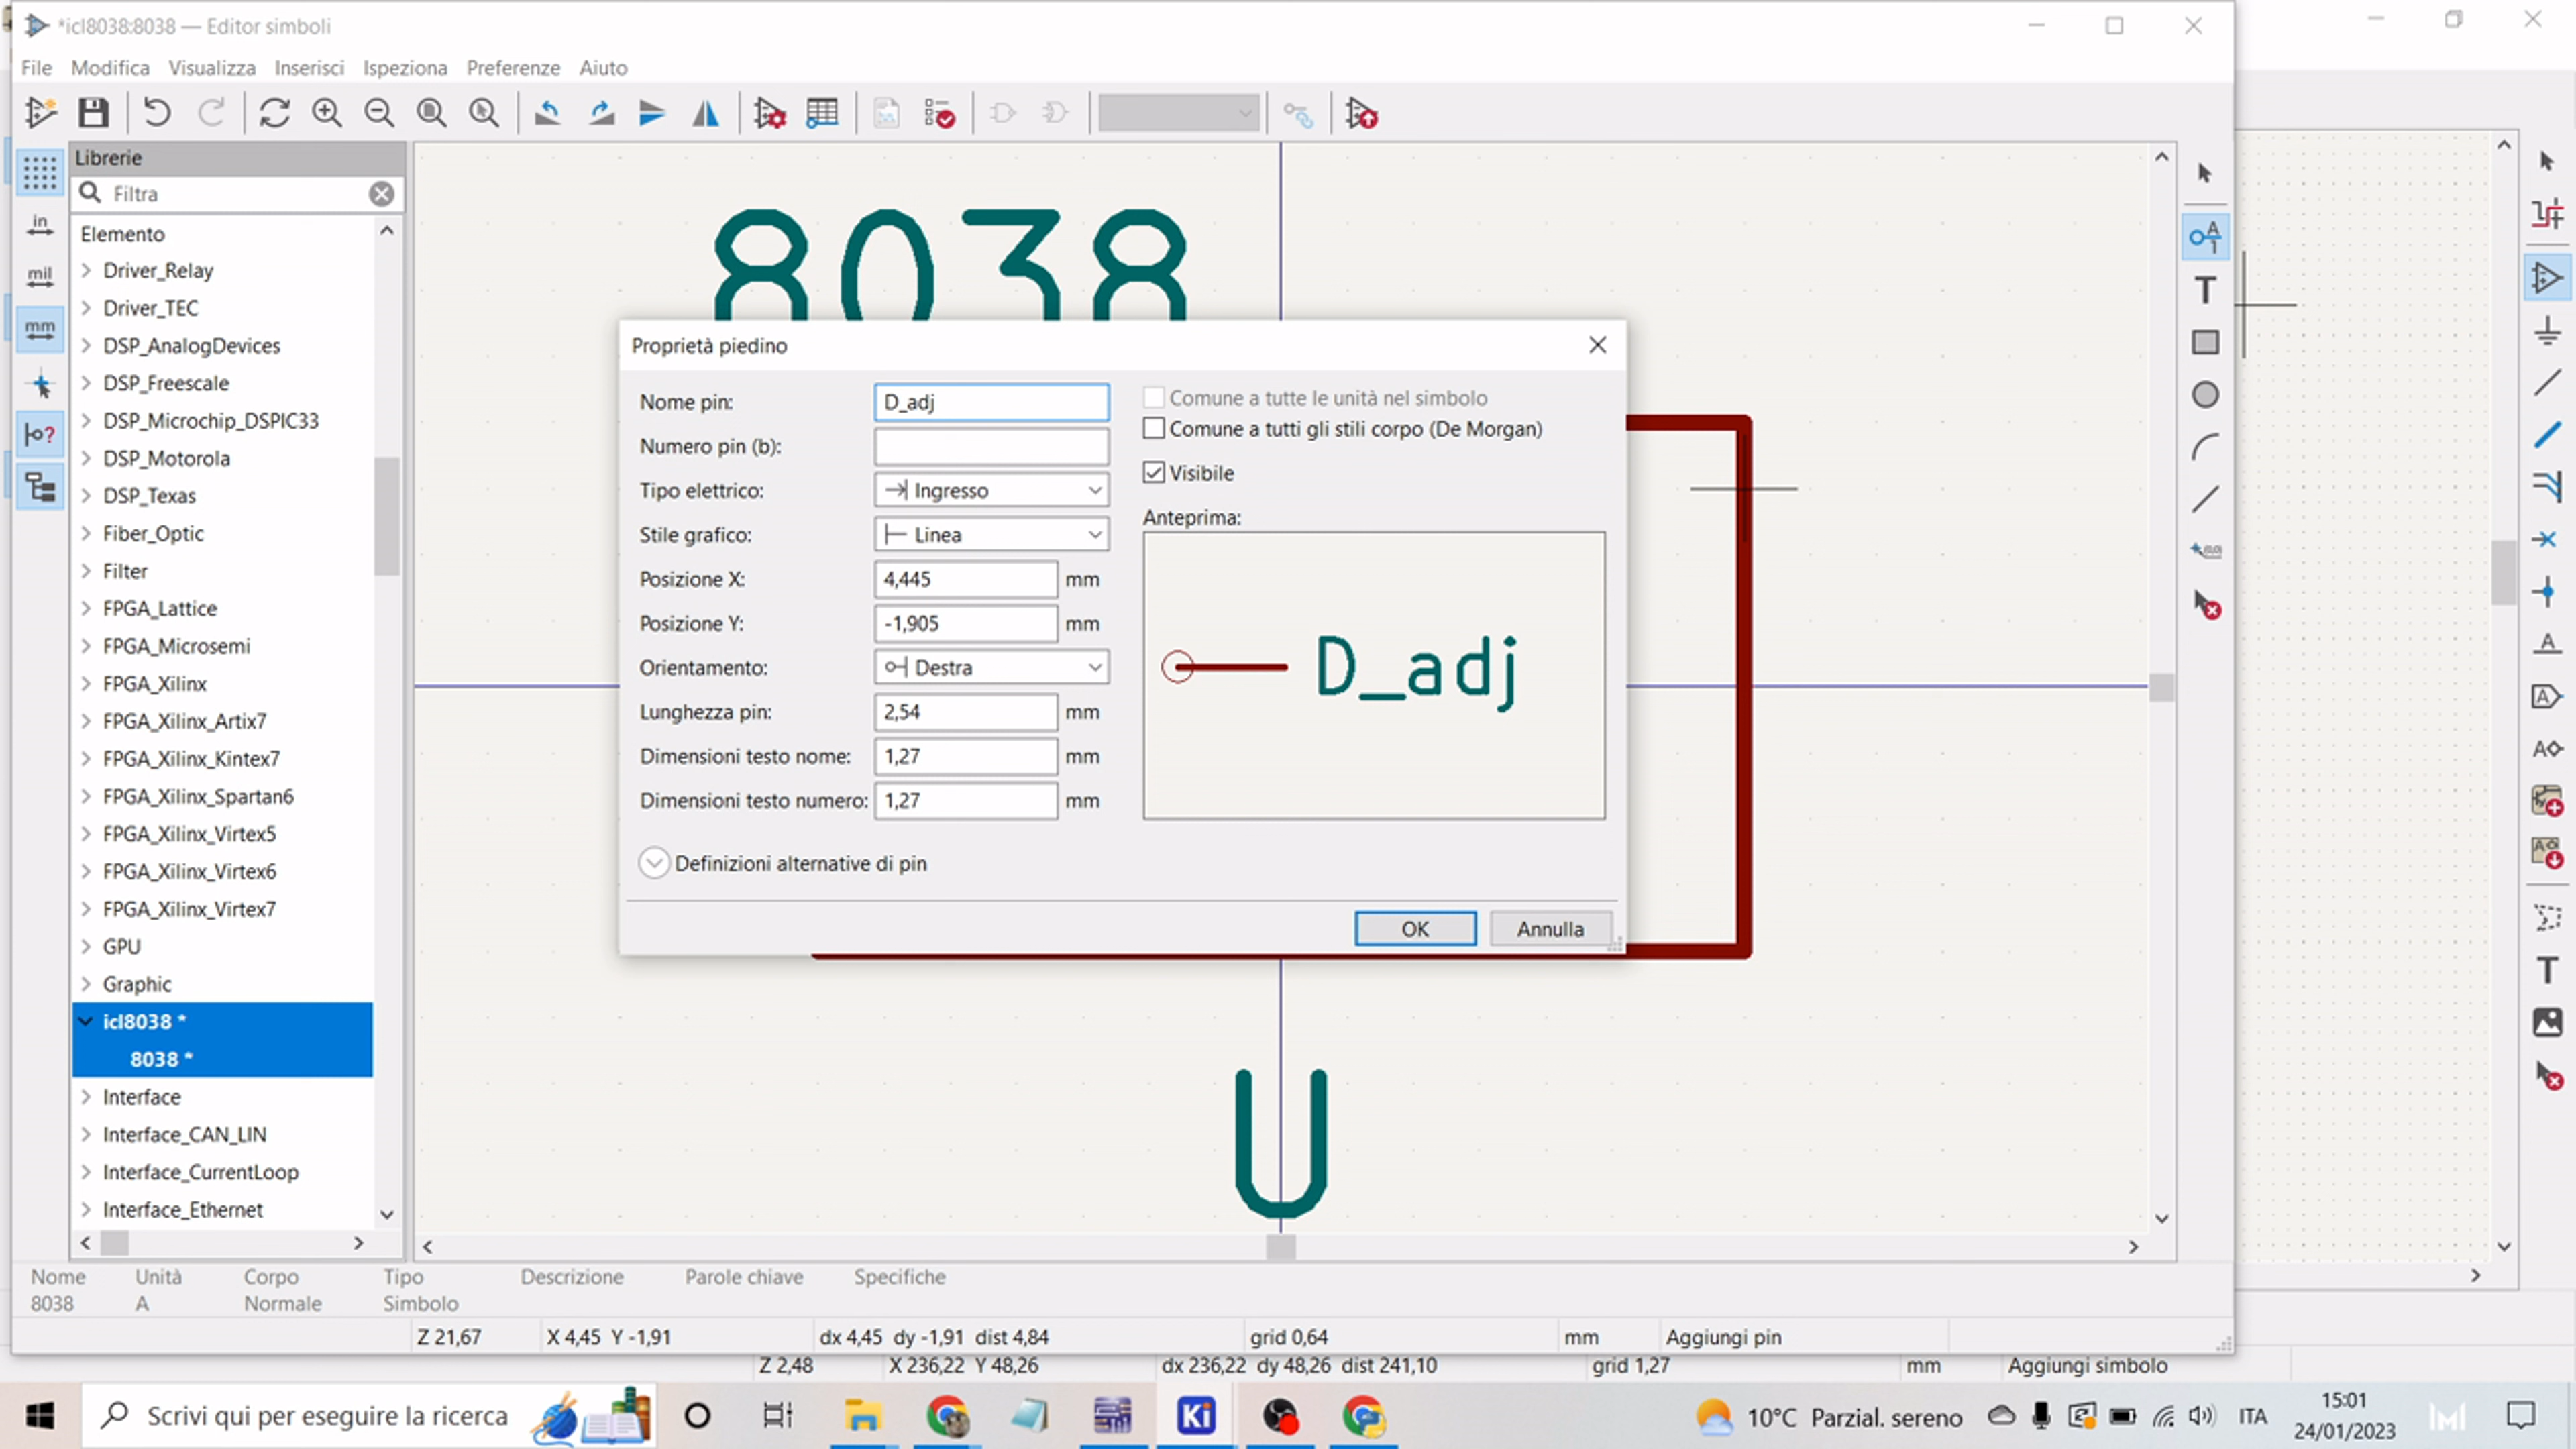 *icl8038:8038 — Editor simboli
File Modifica Visualizza Inserisci Ispeziona Preferenze Aiuto
in
mil
mm
Librerie
Filtra
Elemento
Driver_Relay
Driver_TEC
DSP_AnalogDevices
DSP_Freescale
DSP_Microchip_DSPIC33
DSP_Motorola
DSP_Texas
Fiber_Optic
Filter
FPGA_Lattice
FPGA_Microsemi
FPGA_Xilinx
FPGA_Xilinx_Artix7
FPGA_Xilinx_Kintex7
FPGA_Xilinx_Spartan6
FPGA_Xilinx_Virtex5
FPGA_Xilinx_Virtex6
FPGA_Xilinx_Virtex7
GPU
Graphic
icl8038 *
8038 *
Interface
Interface_CAN_LIN
Interface_CurrentLoop
Interface_Ethernet
8038
Proprietà piedino
Nome pin: D_adj
Numero pin (b):
Tipo elettrico: Ingresso
Stile grafico: Linea
Posizione X: 4,445 mm
Posizione Y: -1,905 mm
Orientamento: Destra
Lunghezza pin: 2,54 mm
Dimensioni testo nome: 1,27 mm
Dimensioni testo numero: 1,27 mm
Comune a tutte le unità nel simbolo
Comune a tutti gli stili corpo (De Morgan)
Visibile
Anteprima:
D_adj
Definizioni alternative di pin
OK Annulla
U
Nome Unità Corpo Tipo Descrizione Parole chiave Specifiche
8038 A Normale Simbolo
Z 21,67 X 4,45 Y -1,91 dx 4,45 dy -1,91 dist 4,84 grid 0,64 mm Aggiungi pin
Z 2,48 X 236,22 Y 48,26 dx 236,22 dy 48,26 dist 241,10 grid 1,27 mm Aggiungi simbolo
Scrivi qui per eseguire la ricerca
Ki
10°C Parzial. sereno
ITA
15:01
24/01/2023